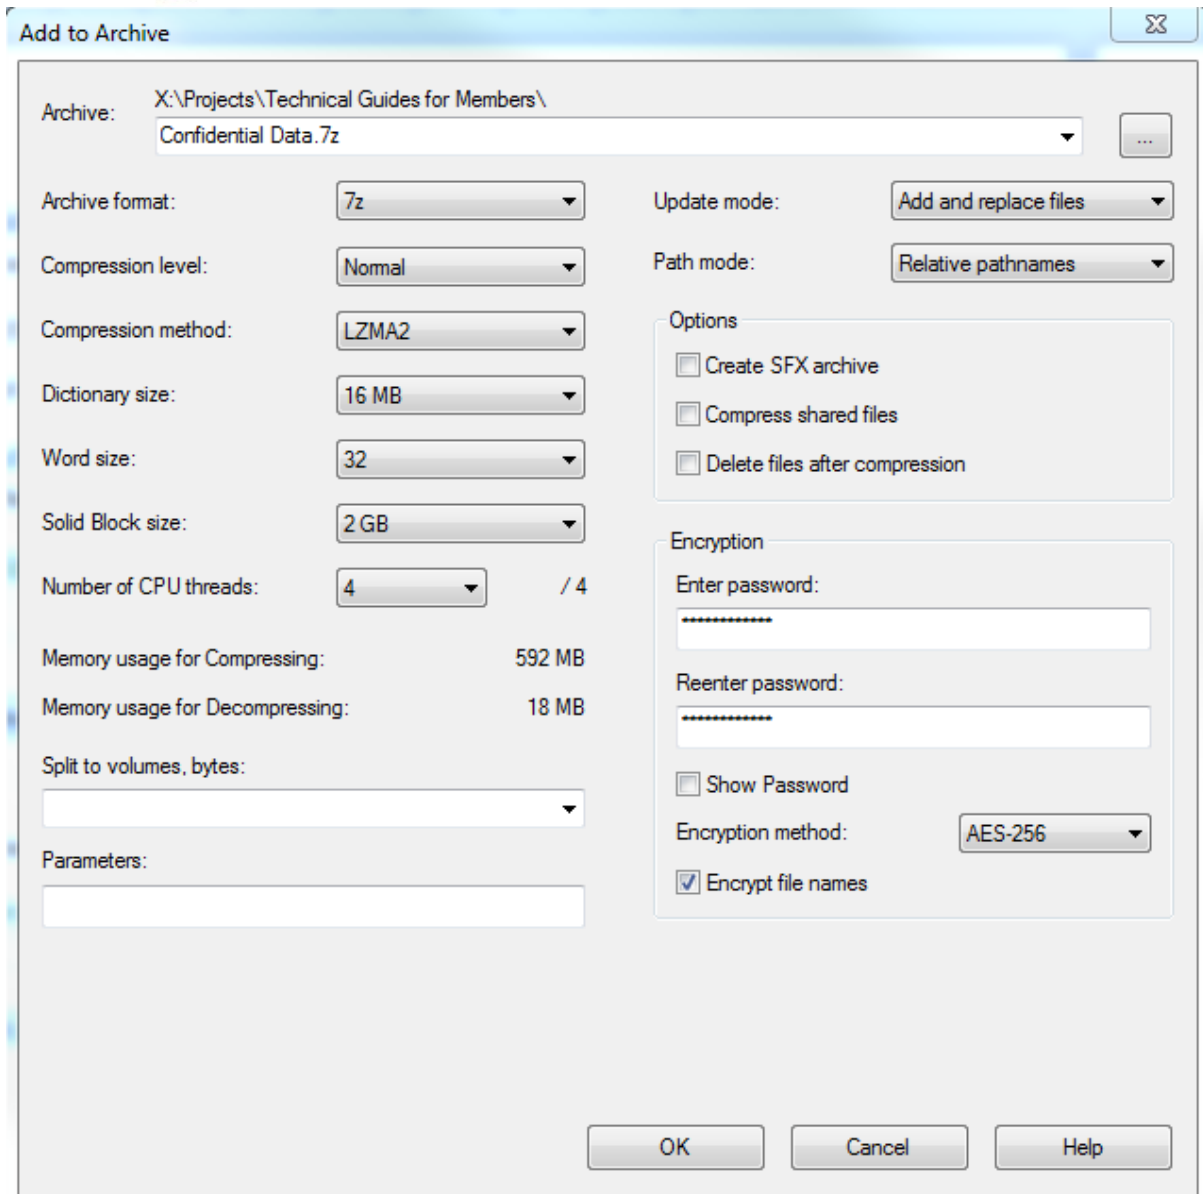 Add to Archive
Archive:
X:\Projects\Technical Guides for Members\
Confidential Data.7z
...
Archive format:
7z
Compression level:
Normal
Compression method:
LZMA2
Dictionary size:
16 MB
Word size:
32
Solid Block size:
2 GB
Number of CPU threads:
4
/ 4
Memory usage for Compressing:
592 MB
Memory usage for Decompressing:
18 MB
Split to volumes, bytes:
Parameters:
Update mode:
Add and replace files
Path mode:
Relative pathnames
Options
Create SFX archive
Compress shared files
Delete files after compression
Encryption
Enter password:
************
Reenter password:
************
Show Password
Encryption method:
AES-256
Encrypt file names
OK
Cancel
Help